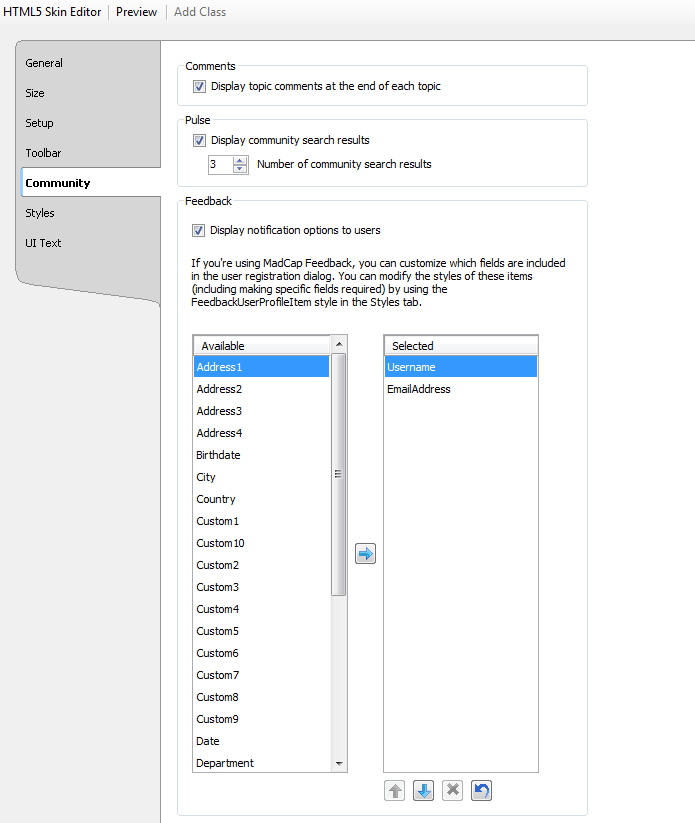 HTML5 Skin Editor Preview Add Class
General
Size
Setup
Toolbar
Community
Styles
UI Text
Comments
Display topic comments at the end of each topic
Pulse
Display community search results
3 Number of community search results
Feedback
Display notification options to users
If you're using MadCap Feedback, you can customize which fields are included
in the user registration dialog. You can modify the styles of these items
(including making specific fields required) by using the
FeedbackUserProfileItem style in the Styles tab.
Available
Address1
Address2
Address3
Address4
Birthdate
City
Country
Custom1
Custom10
Custom2
Custom3
Custom4
Custom5
Custom6
Custom7
Custom8
Custom9
Date
Department
Selected
Username
EmailAddress